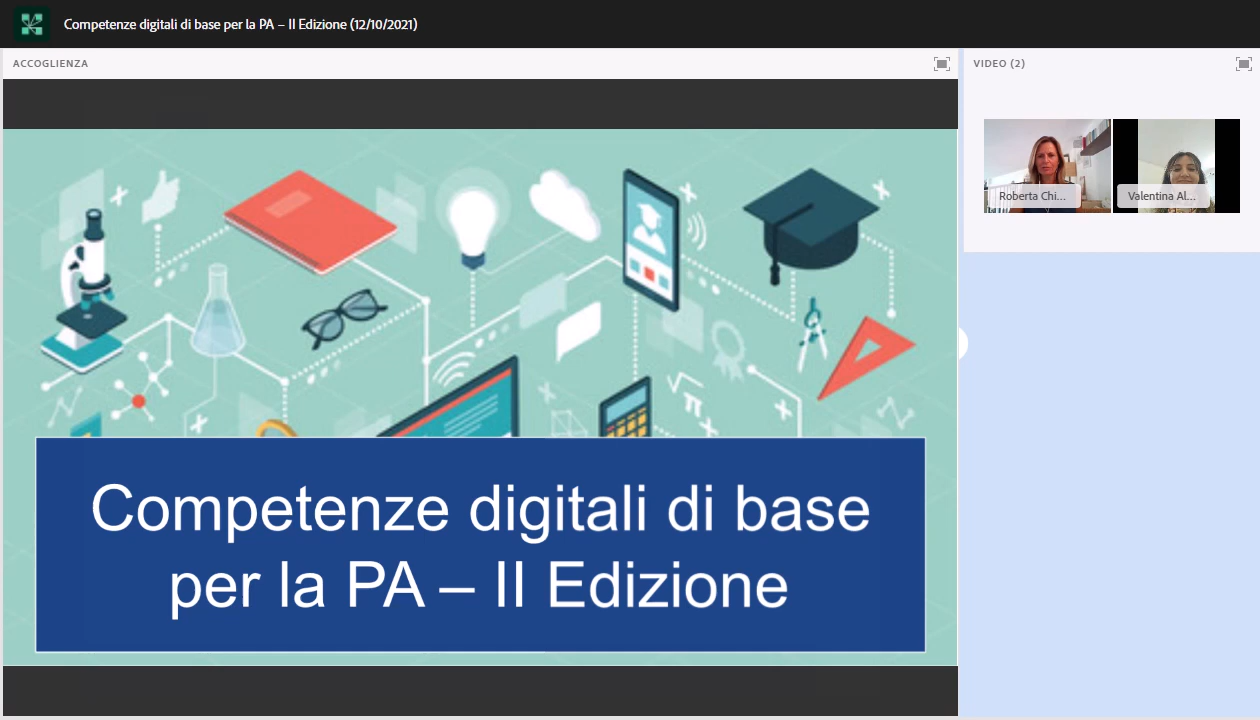 Competenze digitali di base per la PA – II Edizione (12/10/2021)
ACCOGLIENZA
VIDEO (2)
Roberta Chi...
Valentina Al...
√π
Competenze digitali di base
per la PA – II Edizione